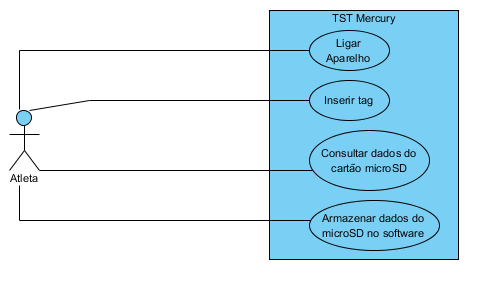 TST Mercury
Ligar
Aparelho
Inserir tag
Consultar dados do
cartão microSD
Atleta
Armazenar dados do
microSD no software